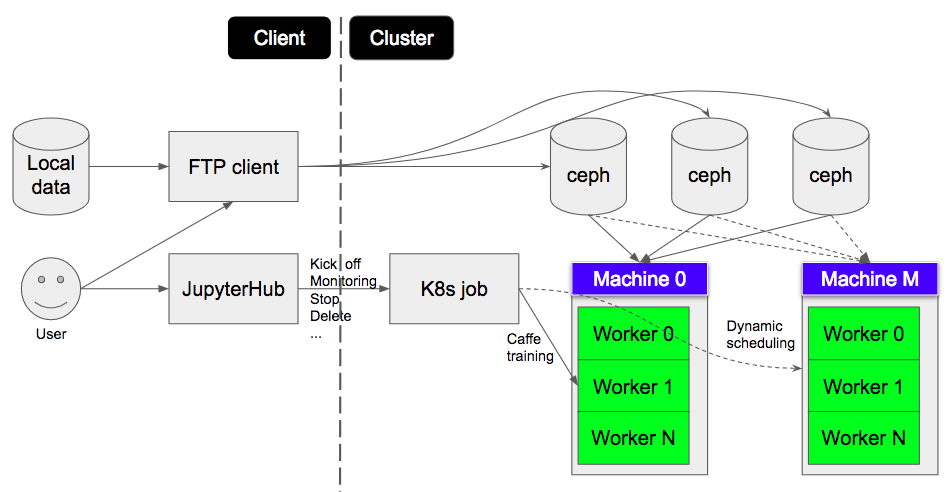 Client
Cluster
Local
data
FTP client
ceph
ceph
ceph
User
JupyterHub
Kick off
Monitoring
Stop
Delete
...
K8s job
Caffe
training
Machine 0
Worker 0
Worker 1
Worker N
Dynamic
scheduling
Machine M
Worker 0
Worker 1
Worker N